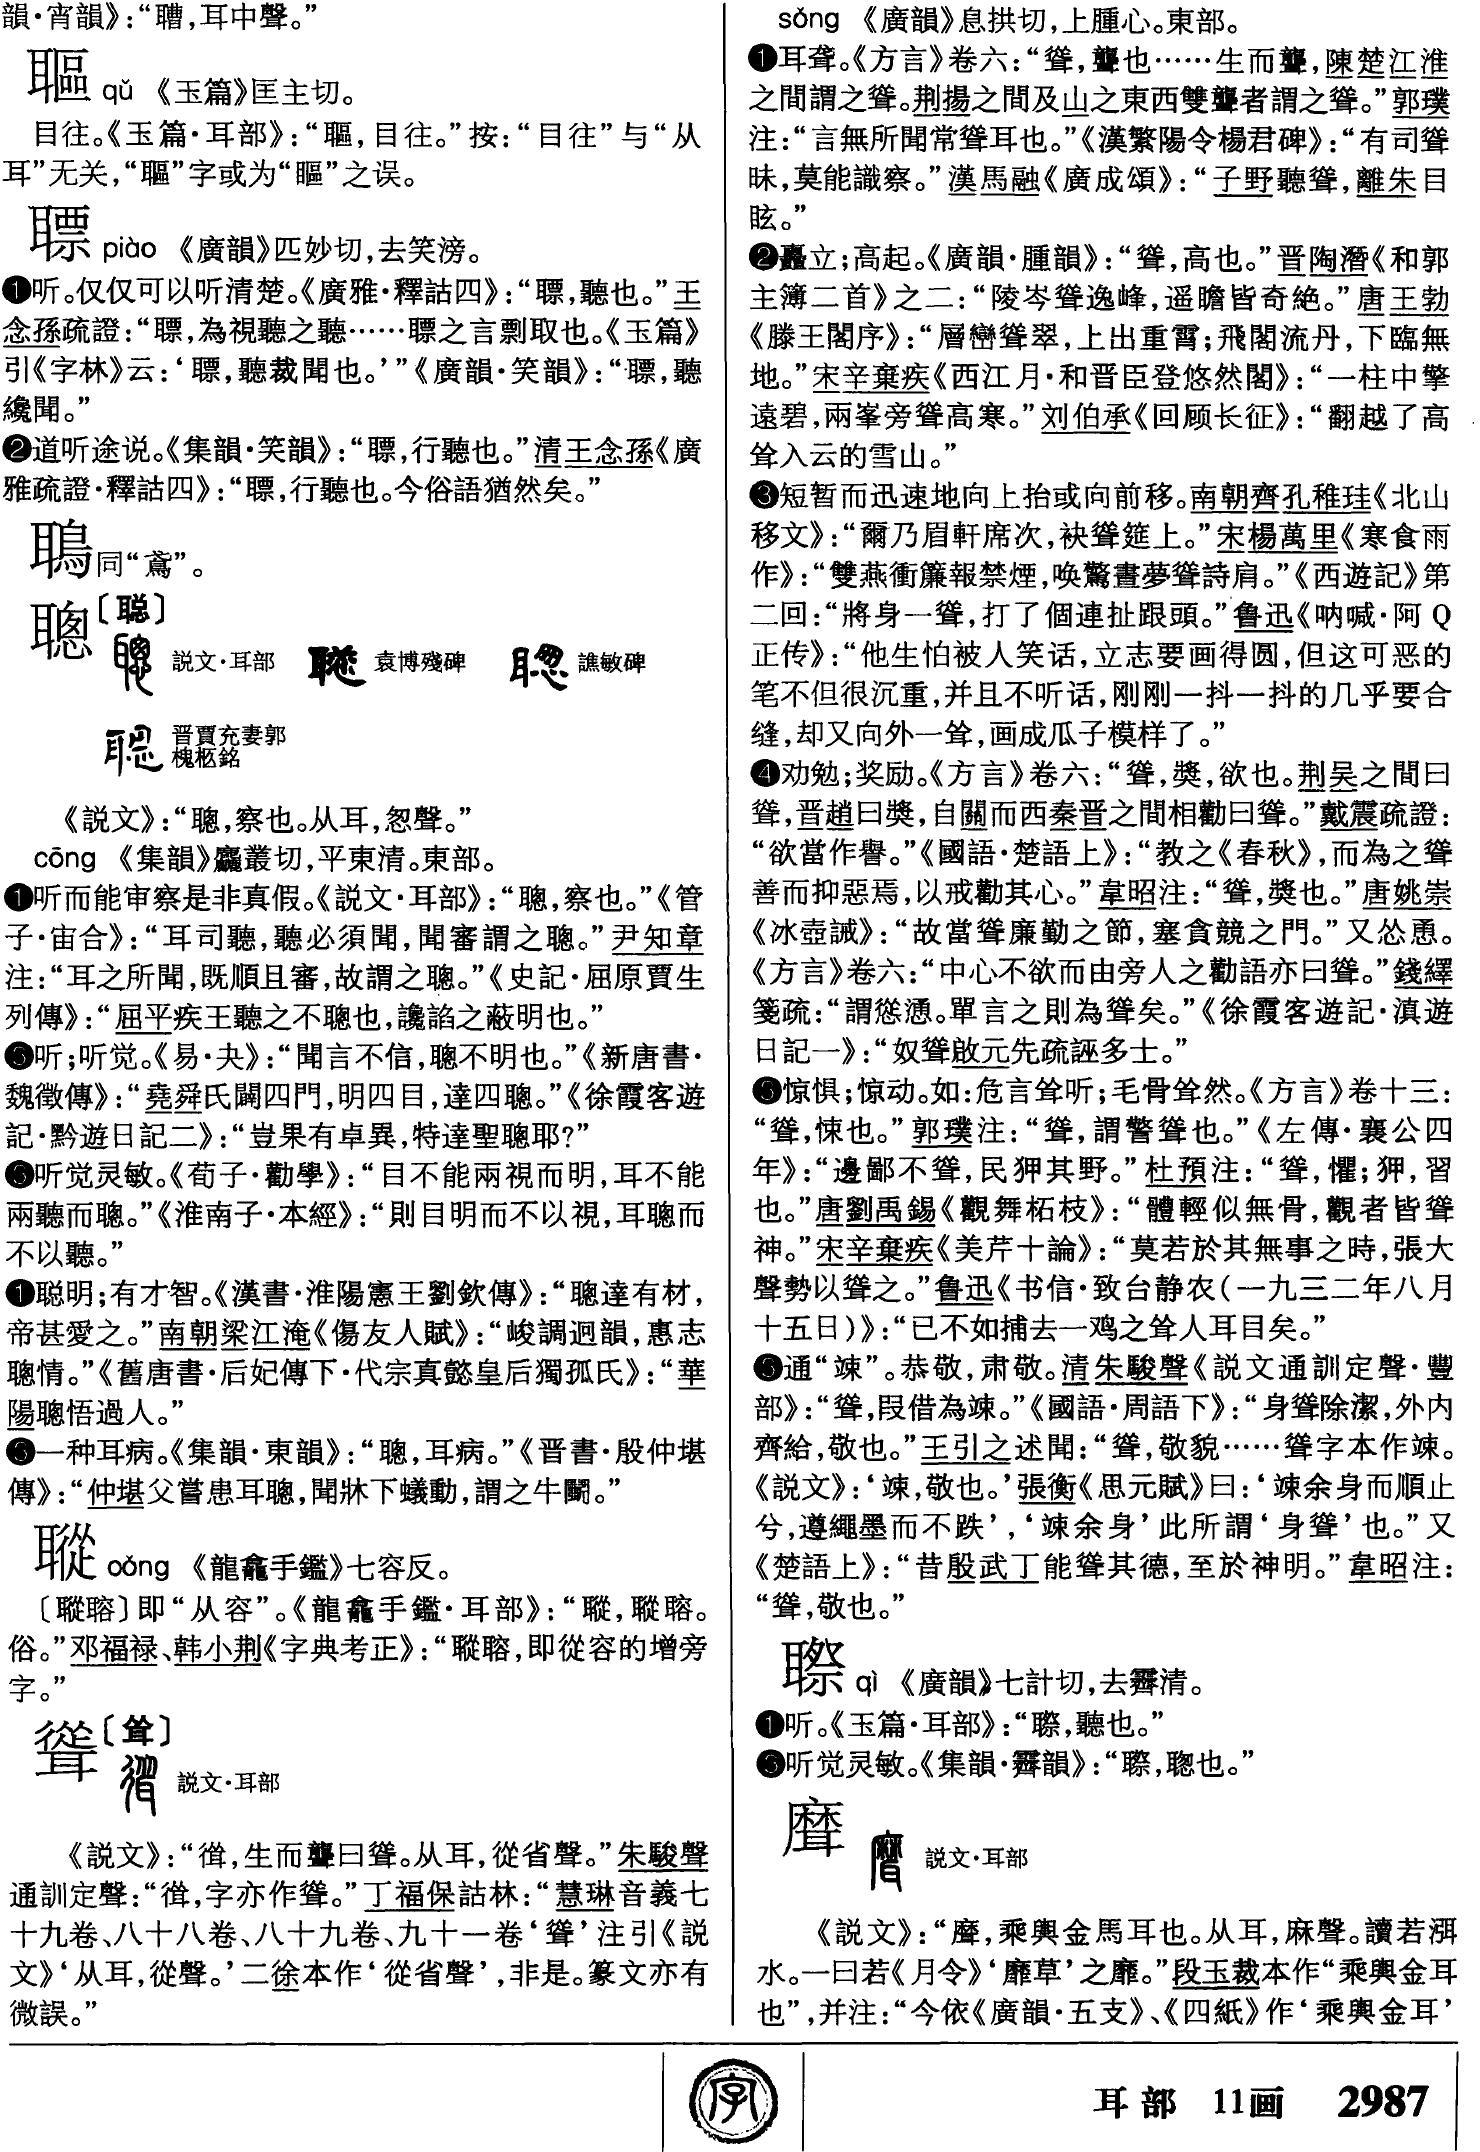 韻·宵韻》：“聸，耳中聲。”
䁱 qǔ 《玉篇》匡主切。
目往。《玉篇·耳部》：“䁱，目往。”按：“目往”与“从
耳”无关，“䁱”字或为“瞘”之误。
聠 piào 《廣韻》匹妙切，去笑滂。
❶听。仅仅可以听清楚。《廣雅·釋詁四》：“瞟，聽也。”王
念孫疏證：“瞟，為視聽之聽……瞟之言剽取也。《玉篇》
引《字林》云：‘瞟，聽裁聞也。’”《廣韻·笑韻》：“瞟，聽
纔聞。”
❷道听途说。《集韻·笑韻》：“瞟，行聽也。”清王念孫《廣
雅疏證·釋詁四》：“瞟，行聽也。今俗語猶然矣。”
同“鳶”。
聰〔聪〕
説文·耳部 袁博殘碑 譙敏碑
晋賈充妻郭
槐柩銘
《説文》：“聰，察也。从耳，怱聲。”
cōng 《集韻》麤叢切，平東清。東部。
❶听而能审察是非真假。《説文·耳部》：“聰，察也。”《管
子·宙合》：“耳司聽，聽必須聞，聞審謂之聰。”尹知章
注：“耳之所聞，既順且審，故謂之聰。”《史記·屈原賈生
列傳》：“屈平疾王聽之不聰也，讒諂之蔽明也。”
❺听；听觉。《易·夬》：“聞言不信，聰不明也。”《新唐書·
魏徵傳》：“堯舜氏闢四門，明四目，達四聰。”《徐霞客遊
記·黔遊日記二》：“豈果有卓異，特達聖聰耶?”
❻听觉灵敏。《荀子·勸學》：“目不能兩視而明，耳不能
兩聽而聰。”《淮南子·本經》：“則目明而不以視，耳聰而
不以聽。”
❶聪明；有才智。《漢書·淮陽憲王劉欽傳》：“聰達有材，
帝甚愛之。”南朝梁江淹《傷友人賦》：“峻調迥韻，惠志
聰情。”《舊唐書·后妃傳下·代宗真懿皇后獨孤氏》：“華
陽聰悟過人。”
❻一种耳病。《集韻·東韻》：“聰，耳病。”《晋書·殷仲堪
傳》：“仲堪父嘗患耳聰，聞牀下蟻動，謂之牛鬭。”
䡯 oǒng 《龍龕手鑑》七容反。
〔瞛瑢〕即“从容”。《龍龕手鑑·耳部》：“瞛，瞛瑢。
俗。”邓福禄、韩小荆《字典考正》：“瞛瑢，即從容的增旁
字。”
聳〔耸〕
説文·耳部
《説文》：“䏂，生而聾曰聳。从耳，從省聲。”朱駿聲
通訓定聲：“䏂，字亦作聳。”丁福保詁林：“慧琳音義七
十九卷、八十八卷、八十九卷、九十一卷‘聳’注引《説
文》‘从耳，從聲。’二徐本作‘從省聲’，非是。篆文亦有
微誤。”
sǒng 《廣韻》息拱切，上腫心。東部。
❶耳聋。《方言》卷六：“聳，聾也……生而聾，陳楚江淮
之間謂之聳。荆揚之間及山之東西雙聾者謂之聳。”郭璞
注：“言無所聞常聳耳也。”《漢繁陽令楊君碑》：“有司聳
昧，莫能識察。”漢馬融《廣成頌》：“子野聽聳，離朱目
眩。”
❷矗立；高起。《廣韻·腫韻》：“聳，高也。”晋陶潛《和郭
主簿二首》之二：“陵岑聳逸峰，遥瞻皆奇絶。”唐王勃
《滕王閣序》：“層巒聳翠，上出重霄；飛閣流丹，下臨無
地。”宋辛棄疾《西江月·和晋臣登悠然閣》：“一柱中擎
遠碧，兩峯旁聳高寒。”刘伯承《回顾长征》：“翻越了高
耸入云的雪山。”
❸短暂而迅速地向上抬或向前移。南朝齊孔稚珪《北山
移文》：“爾乃眉軒席次，袂聳筵上。”宋楊萬里《寒食雨
作》：“雙燕衝簾報禁煙，唤驚晝夢聳詩肩。”《西遊記》第
二回：“將身一聳，打了個連扯跟頭。”鲁迅《呐喊·阿Q
正传》：“他生怕被人笑话，立志要画得圆，但这可恶的
笔不但很沉重，并且不听话，刚刚一抖一抖的几乎要合
缝，却又向外一耸，画成瓜子模样了。”
❹劝勉；奖励。《方言》卷六：“聳，獎，欲也。荆吴之間曰
聳，晋趙曰獎，自關而西秦晋之間相勸曰聳。”戴震疏證：
“欲當作譽。”《國語·楚語上》：“教之《春秋》，而為之聳
善而抑惡焉，以戒勸其心。”韋昭注：“聳，獎也。”唐姚崇
《冰壺誡》：“故當聳廉勤之節，塞貪競之門。”又怂恿。
《方言》卷六：“中心不欲而由旁人之勸語亦曰聳。”錢繹
箋疏：“謂慫慂。單言之則為聳矣。”《徐霞客遊記·滇遊
日記一》：“奴聳啟元先疏誣多士。”
❺惊惧；惊动。如：危言耸听；毛骨耸然。《方言》卷十三：
“聳，悚也。”郭璞注：“聳，謂警聳也。”《左傳·襄公四
年》：“邊鄙不聳，民狎其野。”杜預注：“聳，懼；狎，習
也。”唐劉禹錫《觀舞柘枝》：“體輕似無骨，觀者皆聳
神。”宋辛棄疾《美芹十論》：“莫若於其無事之時，張大
聲勢以聳之。”鲁迅《书信·致台静农（一九三二年八月
十五日）》：“已不如捕去一鸡之耸人耳目矣。”
❺通“竦”。恭敬，肃敬。清朱駿聲《説文通訓定聲·豐
部》：“聳，叚借為竦。”《國語·周語下》：“身聳除潔，外内
齊給，敬也。”王引之述聞：“聳，敬貌……聳字本作竦。
《説文》：‘竦，敬也。’張衡《思元賦》曰：‘竦余身而順止
兮，遵繩墨而不跌’，‘竦余身’此所謂‘身聳’也。”又
《楚語上》：“昔殷武丁能聳其德，至於神明。”韋昭注：
“聳，敬也。”
䏅 qì 《廣韻》七計切，去霽清。
❶听。《玉篇·耳部》：“䏅，聽也。”
❺听觉灵敏。《集韻·霽韻》：“䏅，聰也。”
䃺
説文·耳部
《説文》：“䃺，乘輿金馬耳也。从耳，麻聲。讀若渳
水。一曰若《月令》‘靡草’之靡。”段玉裁本作“乘輿金耳
也”，并注：“今依《廣韻·五支》、《四紙》作‘乘輿金耳’
字
耳部 11画 2987